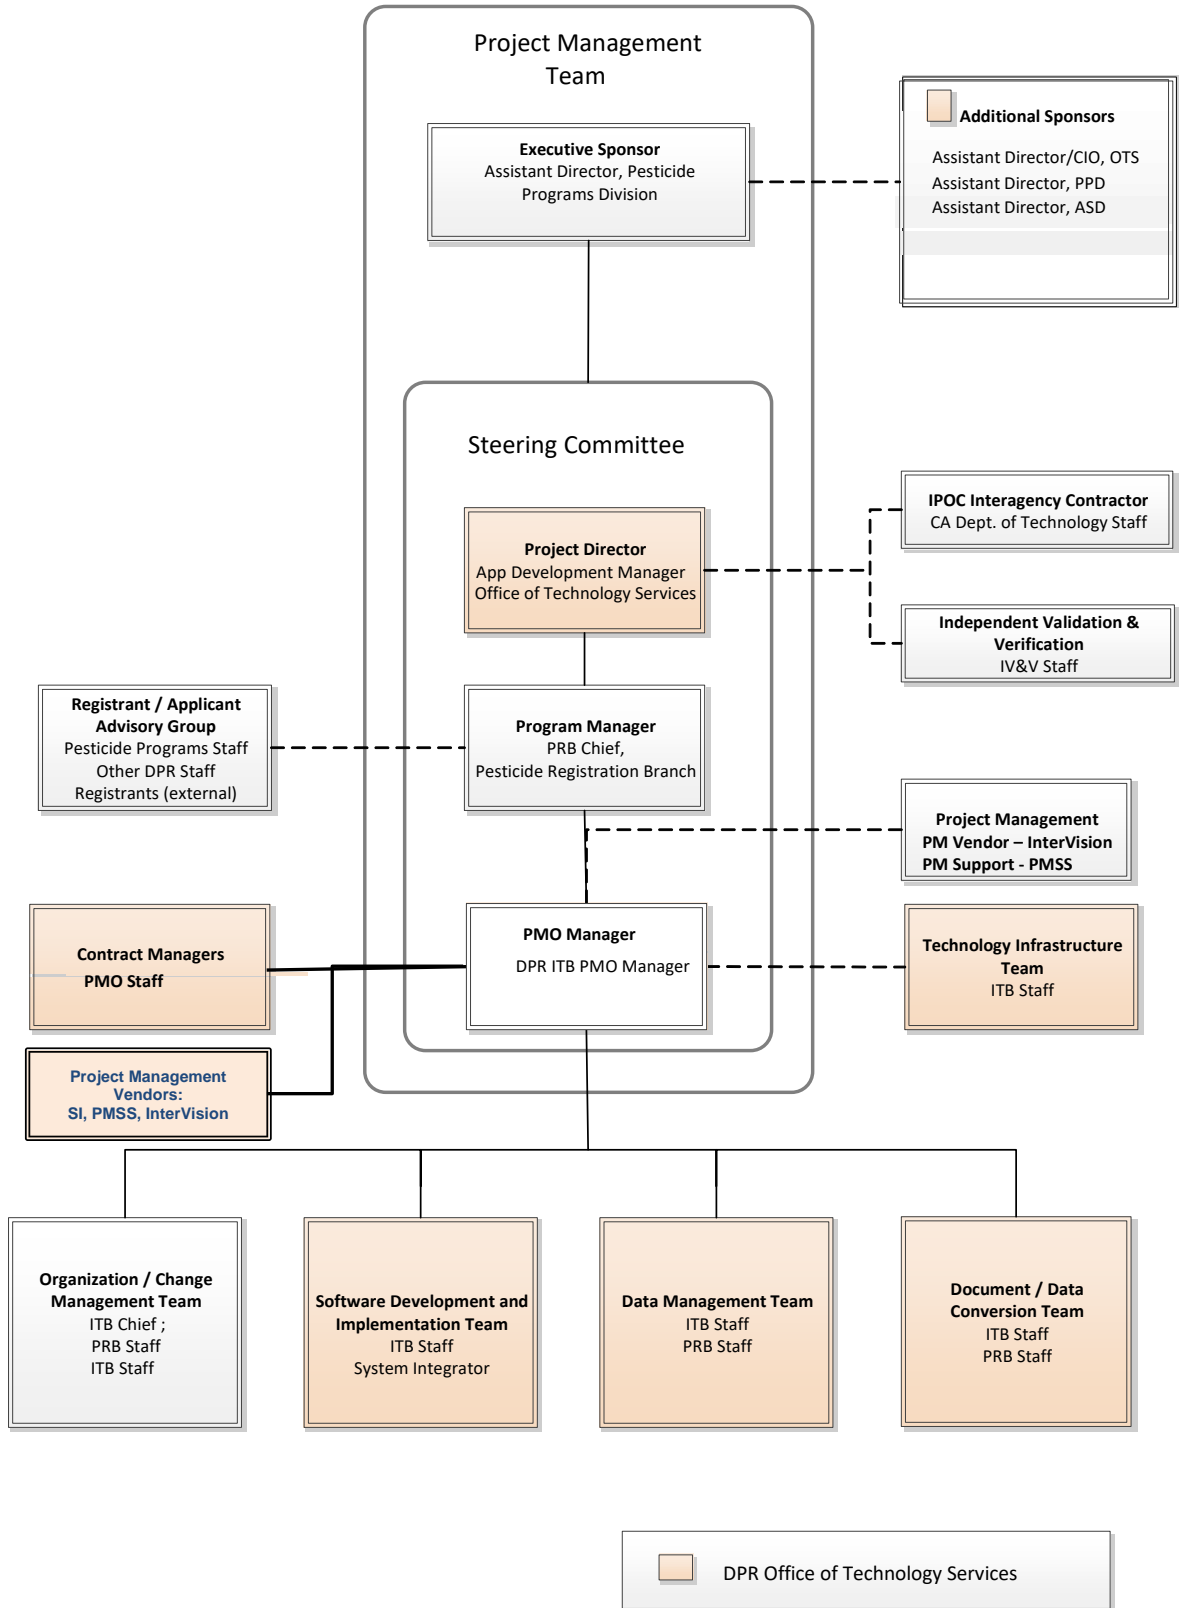 Project Management
Team
Executive Sponsor
Assistant Director, Pesticide
Programs Division
Additional Sponsors
Assistant Director/CIO, OTS
Assistant Director, PPD
Assistant Director, ASD
Steering Committee
Project Director
App Development Manager
Office of Technology Services
IPOC Interagency Contractor
CA Dept. of Technology Staff
Independent Validation &
Verification
IV&V Staff
Registrant / Applicant
Advisory Group
Pesticide Programs Staff
Other DPR Staff
Registrants (external)
Program Manager
PRB Chief,
Pesticide Registration Branch
Project Management
PM Vendor – InterVision
PM Support - PMSS
Contract Managers
PMO Staff
PMO Manager
DPR ITB PMO Manager
Technology Infrastructure
Team
ITB Staff
Project Management
Vendors:
SI, PMSS, InterVision
Organization / Change
Management Team
ITB Chief ;
PRB Staff
ITB Staff
Software Development and
Implementation Team
ITB Staff
System Integrator
Data Management Team
ITB Staff
PRB Staff
Document / Data
Conversion Team
ITB Staff
PRB Staff
DPR Office of Technology Services